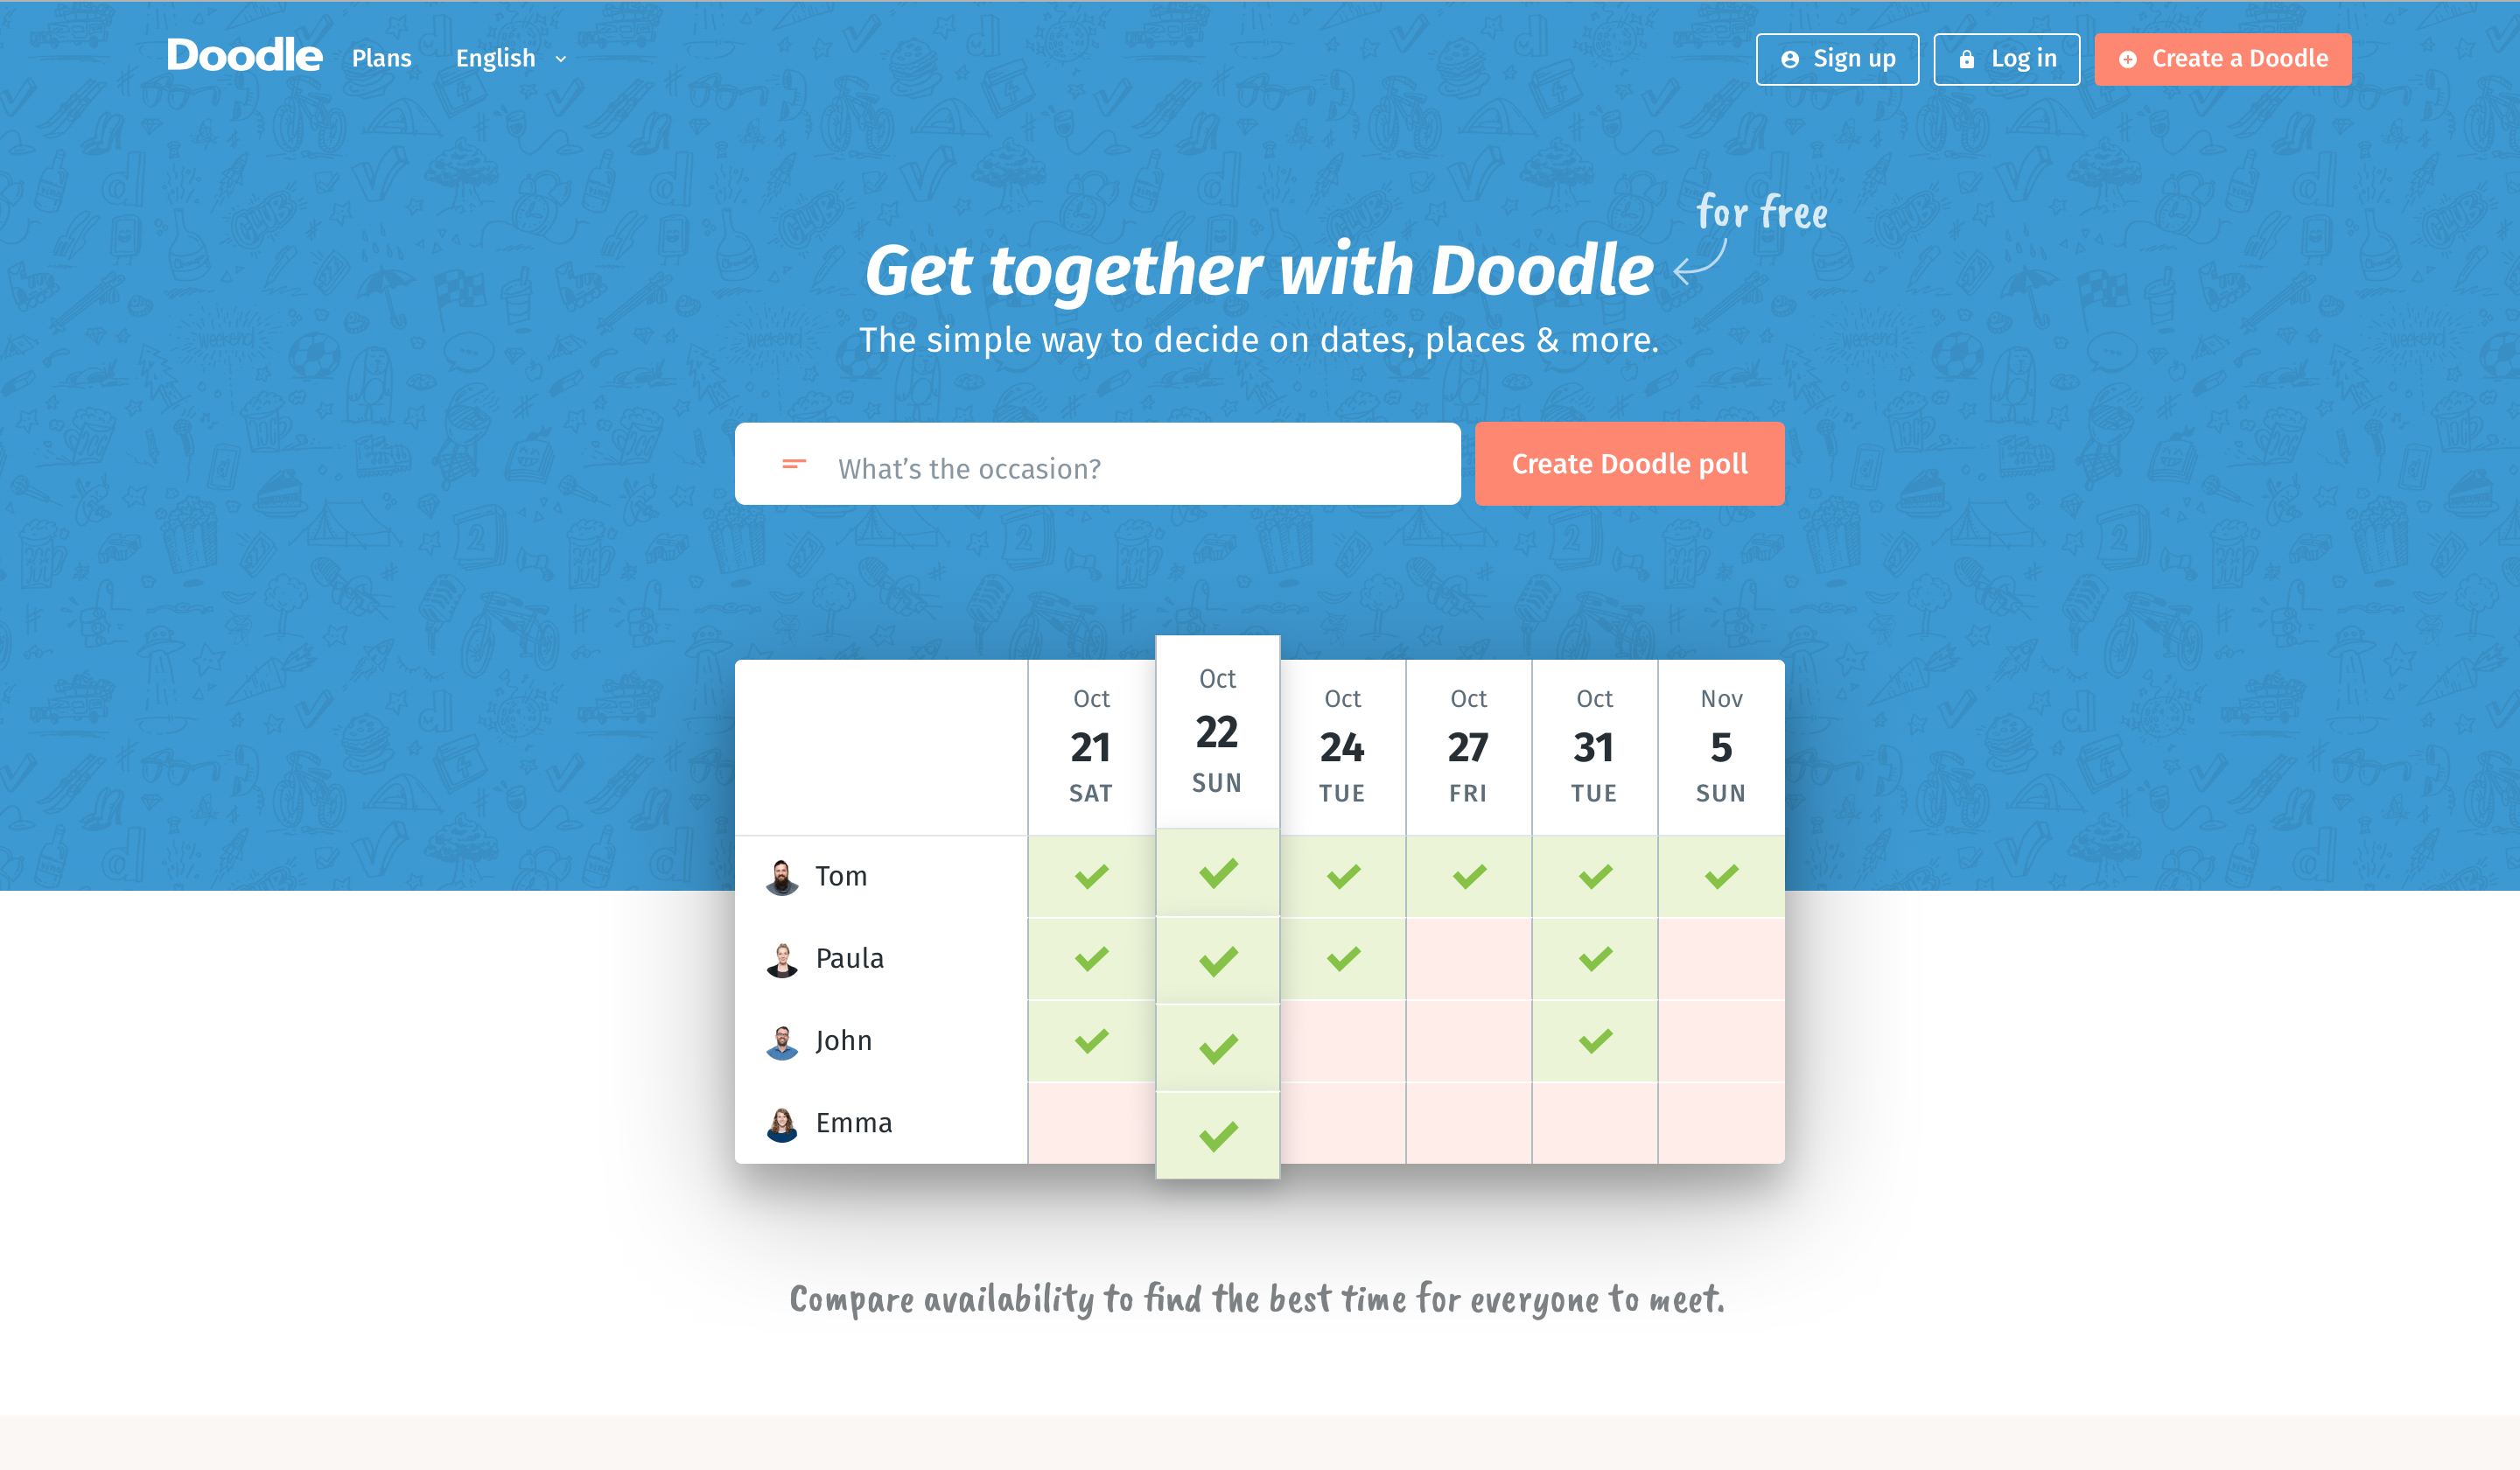 Doodle Plans English Sign up Log in Create a Doodle
for free
Get together with Doodle
The simple way to decide on dates, places & more.
What’s the occasion? Create Doodle poll
Oct Oct Oct Oct Oct Nov
21 22 24 27 31 5
SAT SUN TUE FRI TUE SUN
Tom
Paula
John
Emma
Compare availability to find the best time for everyone to meet.